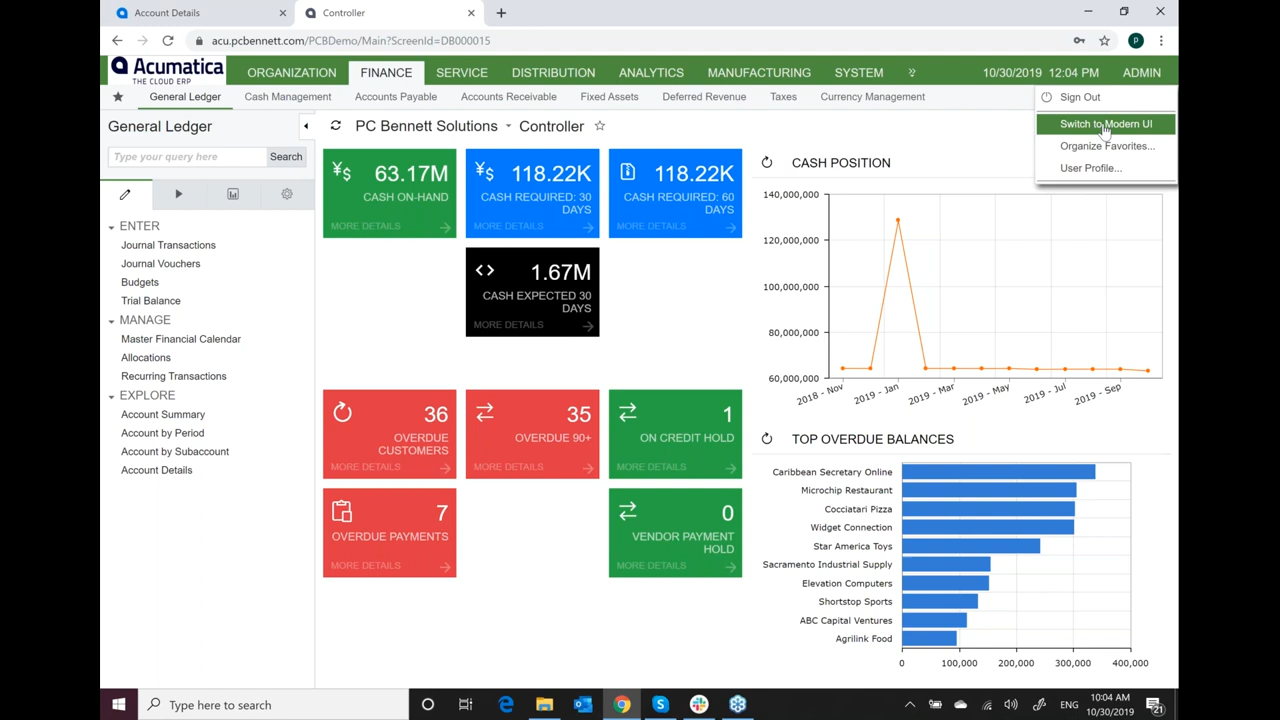 Account Details
Controller
acu.pcbennett.com/PCBDemo/Main?ScreenId=DB000015
P
Acumatica
THE CLOUD ERP
ORGANIZATION
FINANCE
SERVICE
DISTRIBUTION
ANALYTICS
MANUFACTURING
SYSTEM
10/30/2019 12:04 PM
ADMIN
General Ledger
Cash Management
Accounts Payable
Accounts Receivable
Fixed Assets
Deferred Revenue
Taxes
Currency Management
Sign Out
Switch to Modern UI
Organize Favorites...
User Profile...
General Ledger
PC Bennett Solutions
Controller
Type your query here
Search
ENTER
Journal Transactions
Journal Vouchers
Budgets
Trial Balance
MANAGE
Master Financial Calendar
Allocations
Recurring Transactions
EXPLORE
Account Summary
Account by Period
Account by Subaccount
Account Details
¥$
63.17M
CASH ON-HAND
MORE DETAILS
¥$
118.22K
CASH REQUIRED: 30
DAYS
MORE DETAILS
118.22K
CASH REQUIRED: 60
DAYS
MORE DETAILS
1.67M
CASH EXPECTED 30
DAYS
MORE DETAILS
36
OVERDUE
CUSTOMERS
MORE DETAILS
35
OVERDUE 90+
MORE DETAILS
1
ON CREDIT HOLD
MORE DETAILS
7
OVERDUE PAYMENTS
MORE DETAILS
0
VENDOR PAYMENT
HOLD
MORE DETAILS
CASH POSITION
140,000,000
120,000,000
100,000,000
80,000,000
60,000,000
2018 - Nov
2019 - Jan
2019 - Mar
2019 - May
2019 - Jul
2019 - Sep
TOP OVERDUE BALANCES
Caribbean Secretary Online
Microchip Restaurant
Cocciatari Pizza
Widget Connection
Star America Toys
Sacramento Industrial Supply
Elevation Computers
Shortstop Sports
ABC Capital Ventures
Agrilink Food
0
100,000
200,000
300,000
400,000
Type here to search
ENG
10:04 AM
10/30/2019
21